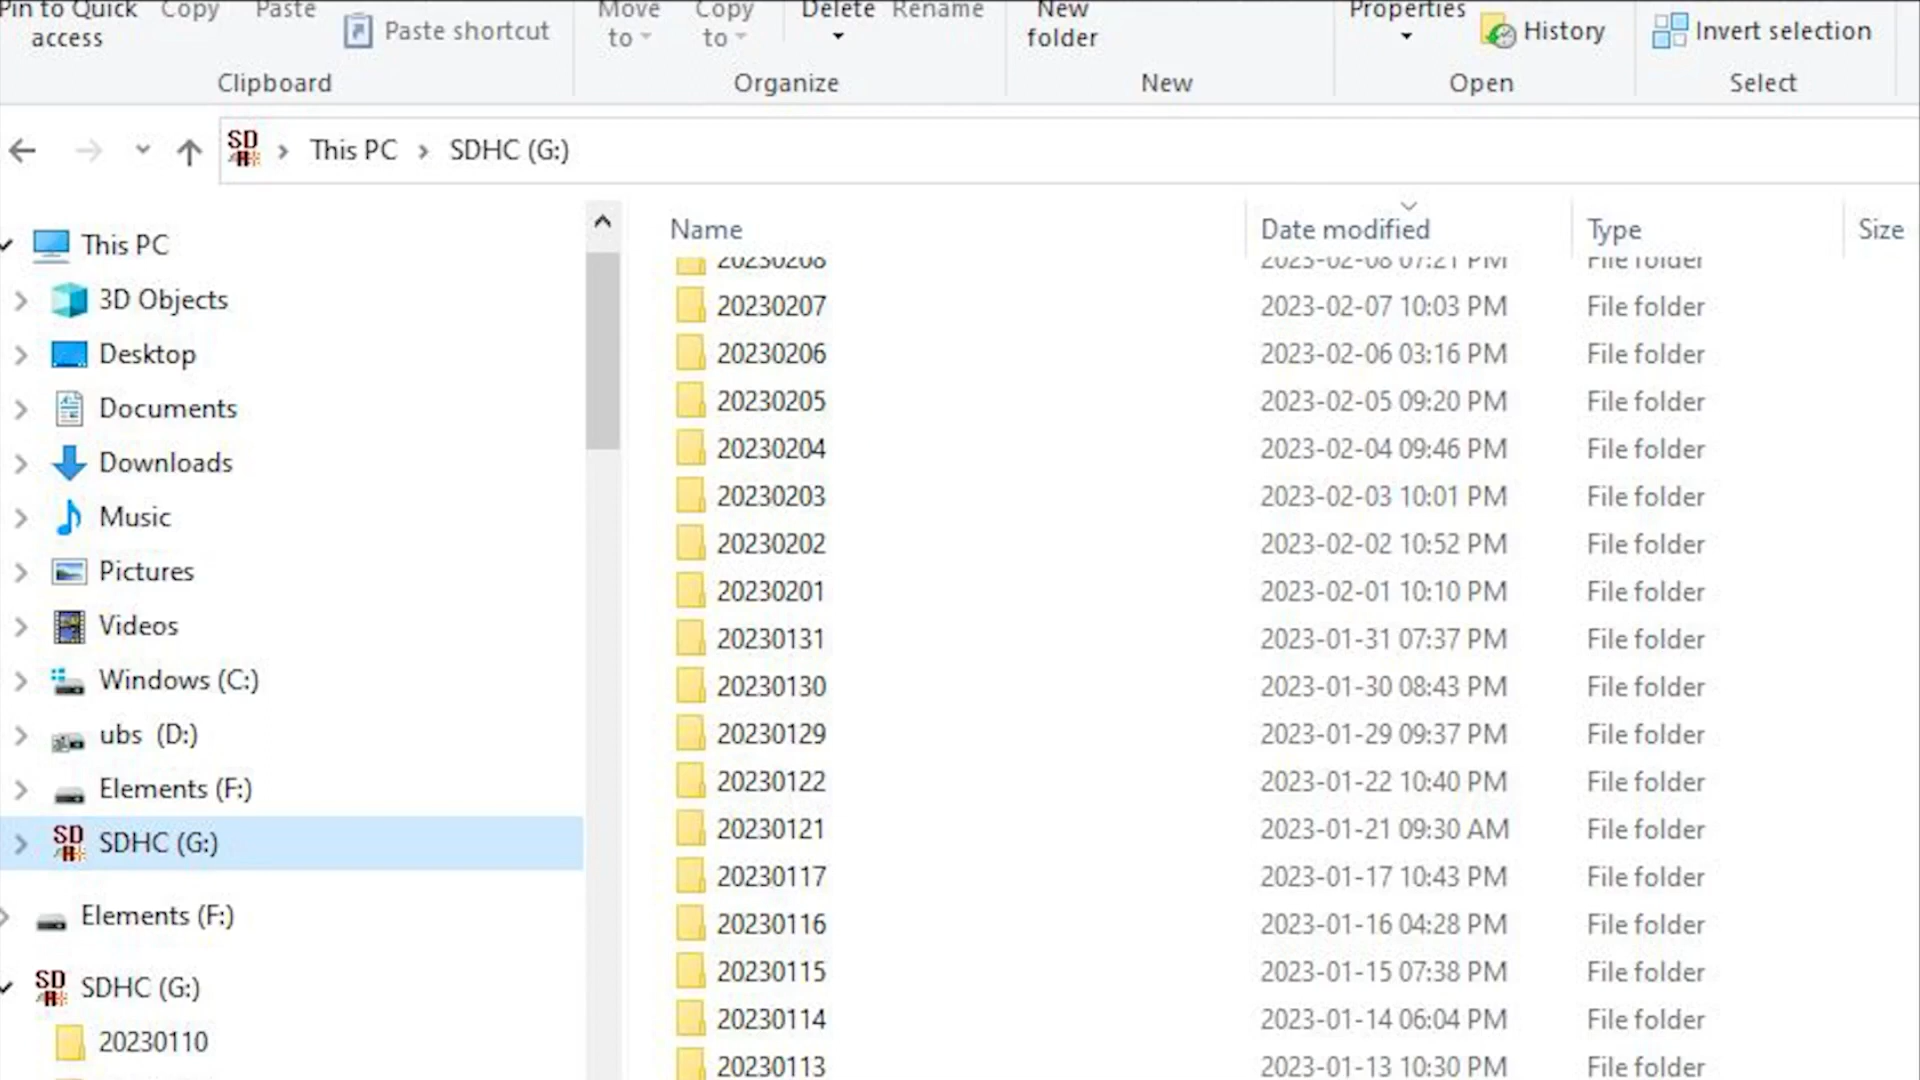 Pin to Quick access
Copy
Paste
Paste shortcut
Move to
Copy to
Delete
Rename
New folder
Properties
History
Invert selection
Clipboard
Organize
New
Open
Select
SD
This PC
SDHC (G:)
This PC
3D Objects
Desktop
Documents
Downloads
Music
Pictures
Videos
Windows (C:)
ubs (D:)
Elements (F:)
SD SDHC (G:)
Elements (F:)
SD SDHC (G:)
20230110
Name Date modified Type Size
20230208 2023-02-08 07:21 PM File folder
20230207 2023-02-07 10:03 PM File folder
20230206 2023-02-06 03:16 PM File folder
20230205 2023-02-05 09:20 PM File folder
20230204 2023-02-04 09:46 PM File folder
20230203 2023-02-03 10:01 PM File folder
20230202 2023-02-02 10:52 PM File folder
20230201 2023-02-01 10:10 PM File folder
20230131 2023-01-31 07:37 PM File folder
20230130 2023-01-30 08:43 PM File folder
20230129 2023-01-29 09:37 PM File folder
20230122 2023-01-22 10:40 PM File folder
20230121 2023-01-21 09:30 AM File folder
20230117 2023-01-17 10:43 PM File folder
20230116 2023-01-16 04:28 PM File folder
20230115 2023-01-15 07:38 PM File folder
20230114 2023-01-14 06:04 PM File folder
20230113 2023-01-13 10:30 PM File folder